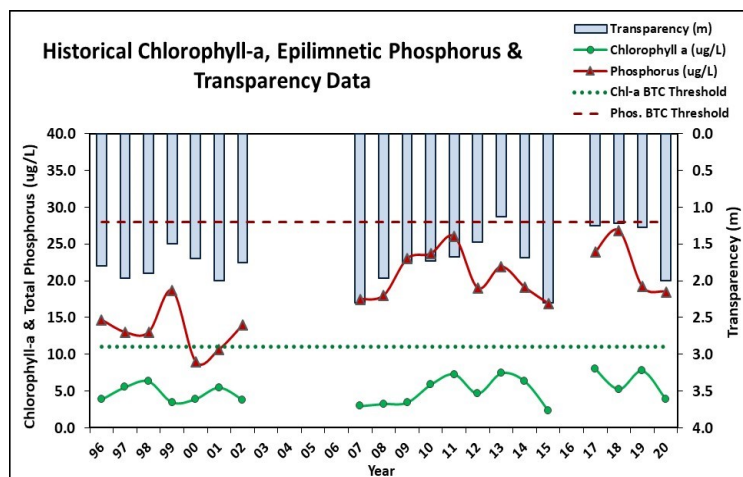 Historical Chlorophyll-a, Epilimnetic Phosphorus &
Transparency Data
Transparency (m)
Chlorophyll a (ug/L)
Phosphorus (ug/L)
Chl-a BTC Threshold
Phos. BTC Threshold
Chlorophyll-a & Total Phosphorus (ug/L)
40.0
35.0
30.0
25.0
20.0
15.0
10.0
5.0
0.0
0.0
0.5
1.0
1.5
2.0
2.5
3.0
3.5
4.0
Transparencey (m)
96 97 98 99 00 01 02 03 04 05 06 07 08 09 10 11 12 13 14 15 16 17 18 19 20
Year